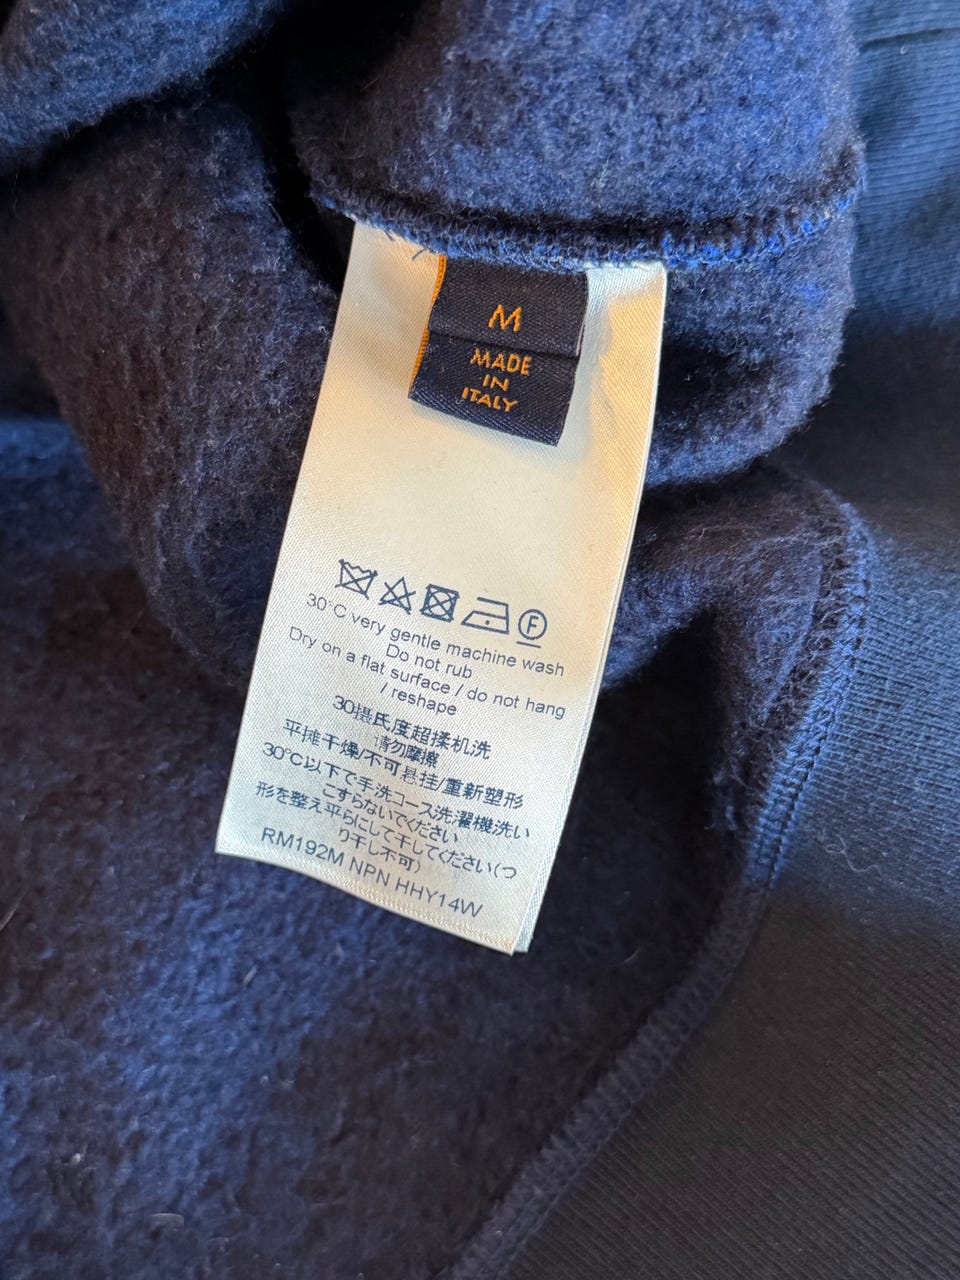 M
MADE
IN
ITALY
F
30°C very gentle machine wash
Do not rub
Dry on a flat surface / do not hang
/ reshape
30摄氏度超揉机洗
请勿摩擦
平摊干燥/不可悬挂/重新塑形
30°C以下で手洗コース洗濯機洗い
こすらないでください
形を整え平らにして干してください(つ
り干し不可)
RM192M NPN HHY14W